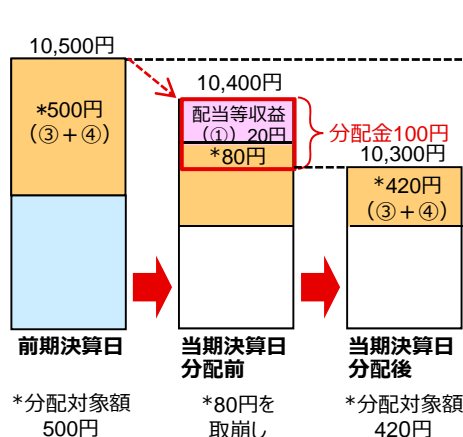 10,500円
*500円
(③+④)
10,400円
配当等収益
(①) 20円
*80円
分配金100円
10,300円
*420円
(③+④)
前期決算日
当期決算日
分配前
当期決算日
分配後
*分配対象額
500円
*80円を
取崩し
*分配対象額
420円